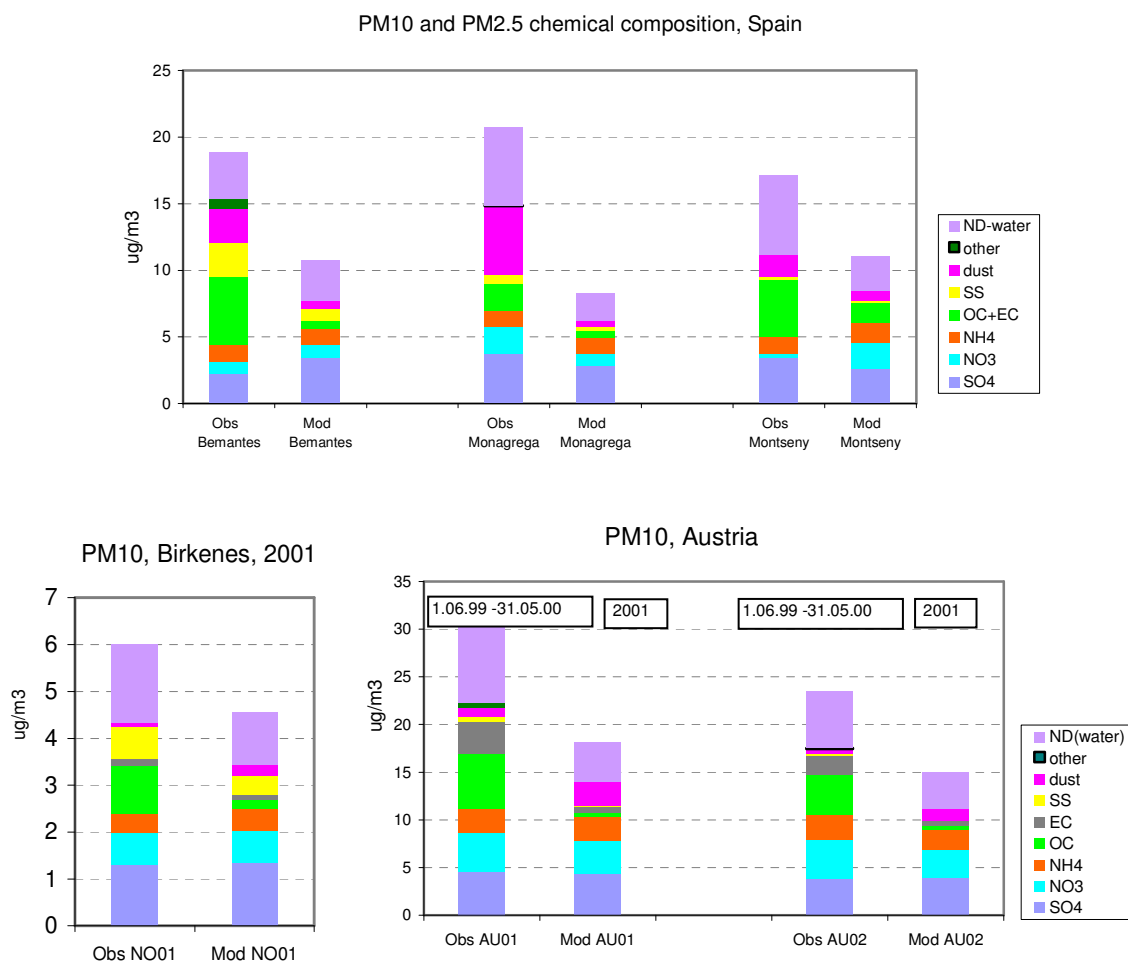 PM10 and PM2.5 chemical composition, Spain
25
20
15
10
5
0
ug/m3
Obs Bemantes
Mod Bemantes
Obs Monagrega
Mod Monagrega
Obs Montseny
Mod Montseny
ND-water
other
dust
SS
OC+EC
NH4
NO3
SO4
PM10, Birkenes, 2001
7
6
5
4
3
2
1
0
ug/m3
Obs NO01
Mod NO01
PM10, Austria
35
30
25
20
15
10
5
0
ug/m3
1.06.99 -31.05.00
2001
1.06.99 -31.05.00
2001
Obs AU01
Mod AU01
Obs AU02
Mod AU02
ND(water)
other
dust
SS
EC
OC
NH4
NO3
SO4